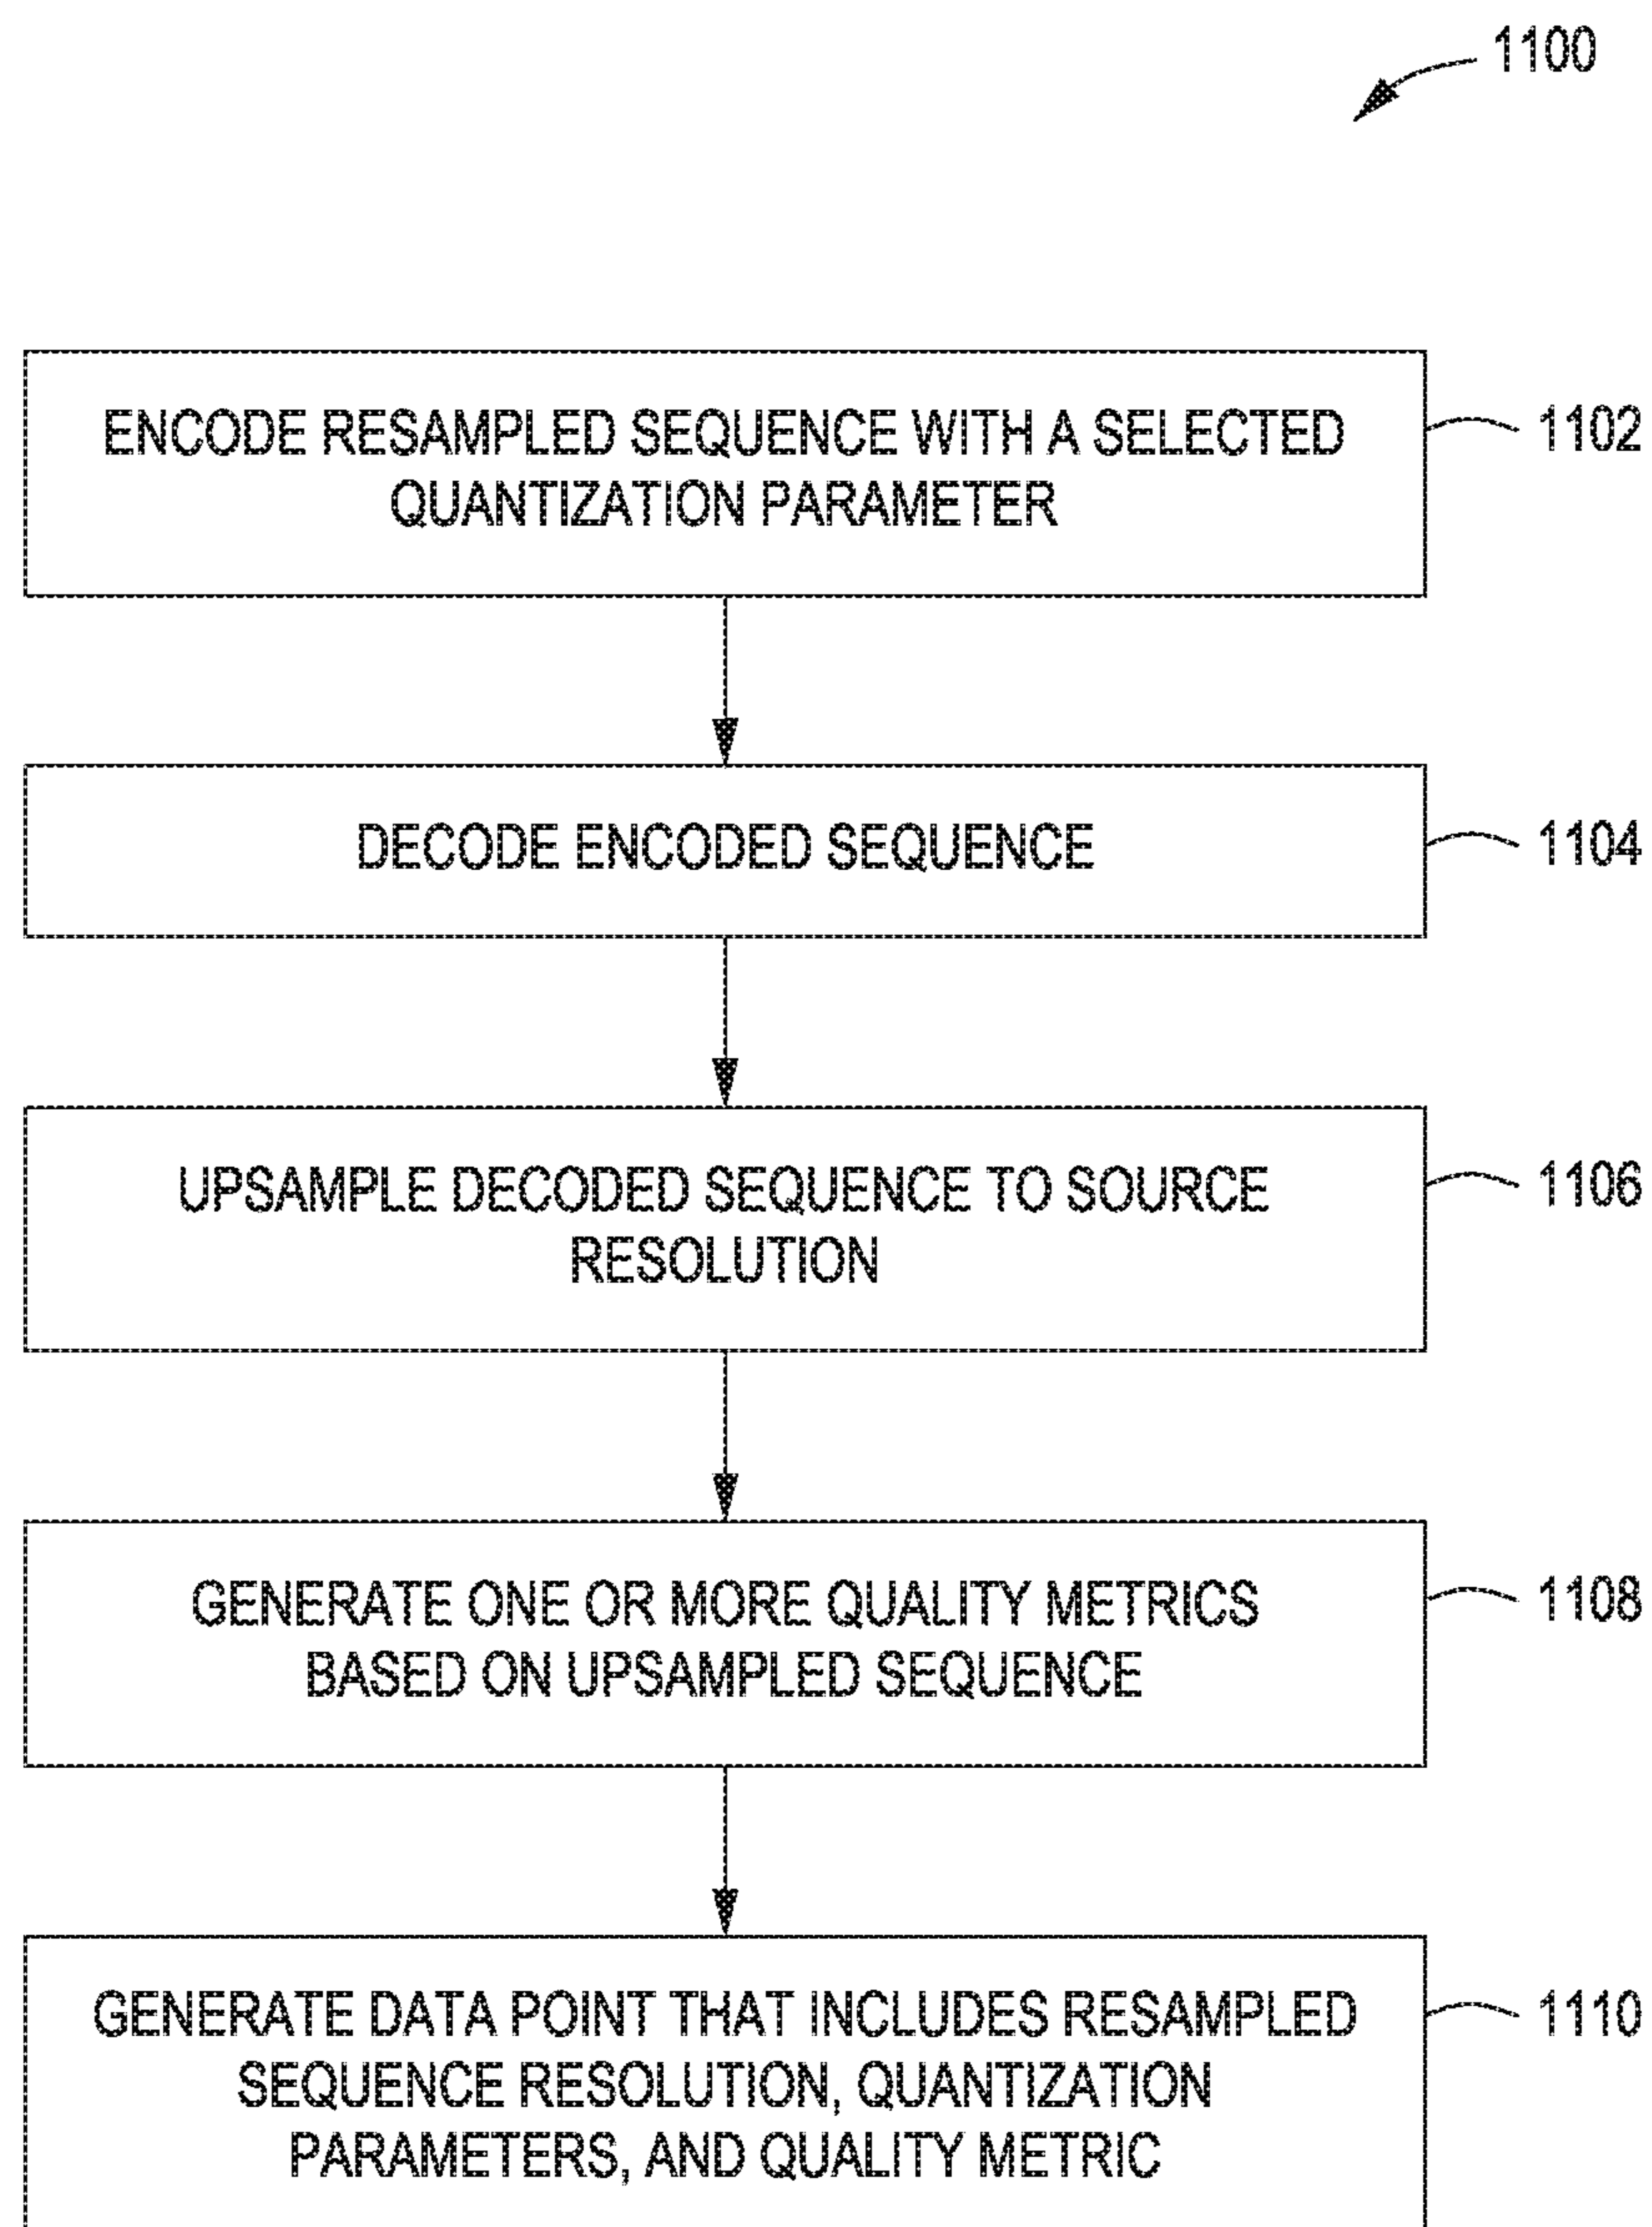 1100
ENCODE RESAMPLED SEQUENCE WITH A SELECTED
QUANTIZATION PARAMETER
1102
DECODE ENCODED SEQUENCE
1104
UPSAMPLE DECODED SEQUENCE TO SOURCE
RESOLUTION
1106
GENERATE ONE OR MORE QUALITY METRICS
BASED ON UPSAMPLED SEQUENCE
1108
GENERATE DATA POINT THAT INCLUDES RESAMPLED
SEQUENCE RESOLUTION, QUANTIZATION
PARAMETERS, AND QUALITY METRIC
1110